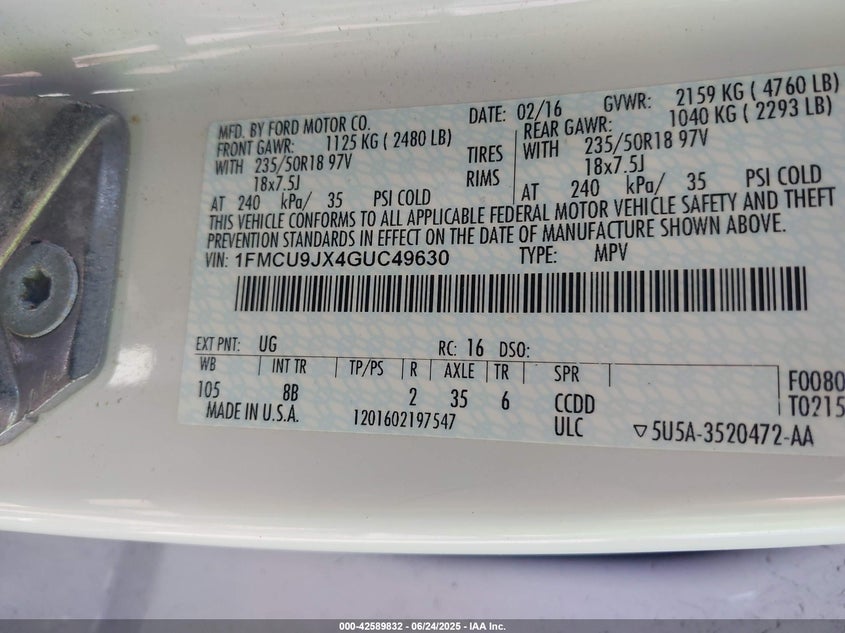 MFD. BY FORD MOTOR CO. DATE: 02/16 GVWR: 2159 KG ( 4760 LB)
FRONT GAWR: 1125 KG ( 2480 LB) REAR GAWR: 1040 KG ( 2293 LB)
WITH 235/50R18 97V TIRES WITH 235/50R18 97V
18x7.5J RIMS 18x7.5J
AT 240 kPa/ 35 PSI COLD AT 240 kPa/ 35 PSI COLD
THIS VEHICLE CONFORMS TO ALL APPLICABLE FEDERAL MOTOR VEHICLE SAFETY AND THEFT
PREVENTION STANDARDS IN EFFECT ON THE DATE OF MANUFACTURE SHOWN ABOVE.
VIN: 1FMCU9JX4GUC49630 TYPE: MPV
EXT PNT: UG RC: 16 DSO:
WB INT TR TP/PS R AXLE TR SPR F0080
105 8B 2 35 6 CCDD T0215
MADE IN U.S.A. 1201602197547 ULC ▽5U5A-3520472-AA
000-42589832 - 06/24/2025 - IAA Inc.